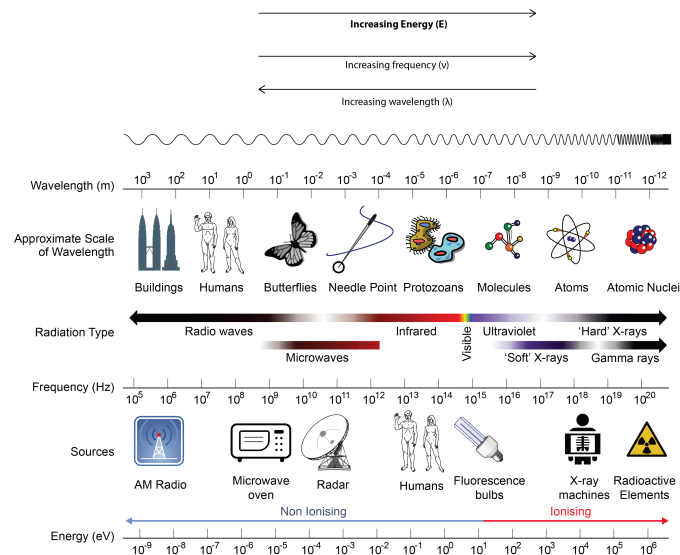 Increasing Energy (E)
Increasing frequency (ν)
Increasing wavelength (λ)
Wavelength (m)
10³ 10² 10¹ 10⁰ 10⁻¹ 10⁻² 10⁻³ 10⁻⁴ 10⁻⁵ 10⁻⁶ 10⁻⁷ 10⁻⁸ 10⁻⁹ 10⁻¹⁰ 10⁻¹¹ 10⁻¹²
Approximate Scale
of Wavelength
Buildings Humans Butterflies Needle Point Protozoans Molecules Atoms Atomic Nuclei
Radiation Type
Radio waves Infrared Visible Ultraviolet ‘Hard’ X-rays
Microwaves ‘Soft’ X-rays Gamma rays
Frequency (Hz)
10⁵ 10⁶ 10⁷ 10⁸ 10⁹ 10¹⁰ 10¹¹ 10¹² 10¹³ 10¹⁴ 10¹⁵ 10¹⁶ 10¹⁷ 10¹⁸ 10¹⁹ 10²⁰
Sources
AM Radio
Microwave
oven
Radar
Humans
Fluorescence
bulbs
X-ray
machines
Radioactive
Elements
Non Ionising Ionising
Energy (eV)
10⁻⁹ 10⁻⁸ 10⁻⁷ 10⁻⁶ 10⁻⁵ 10⁻⁴ 10⁻³ 10⁻² 10⁻¹ 10⁰ 10¹ 10² 10³ 10⁴ 10⁵ 10⁶